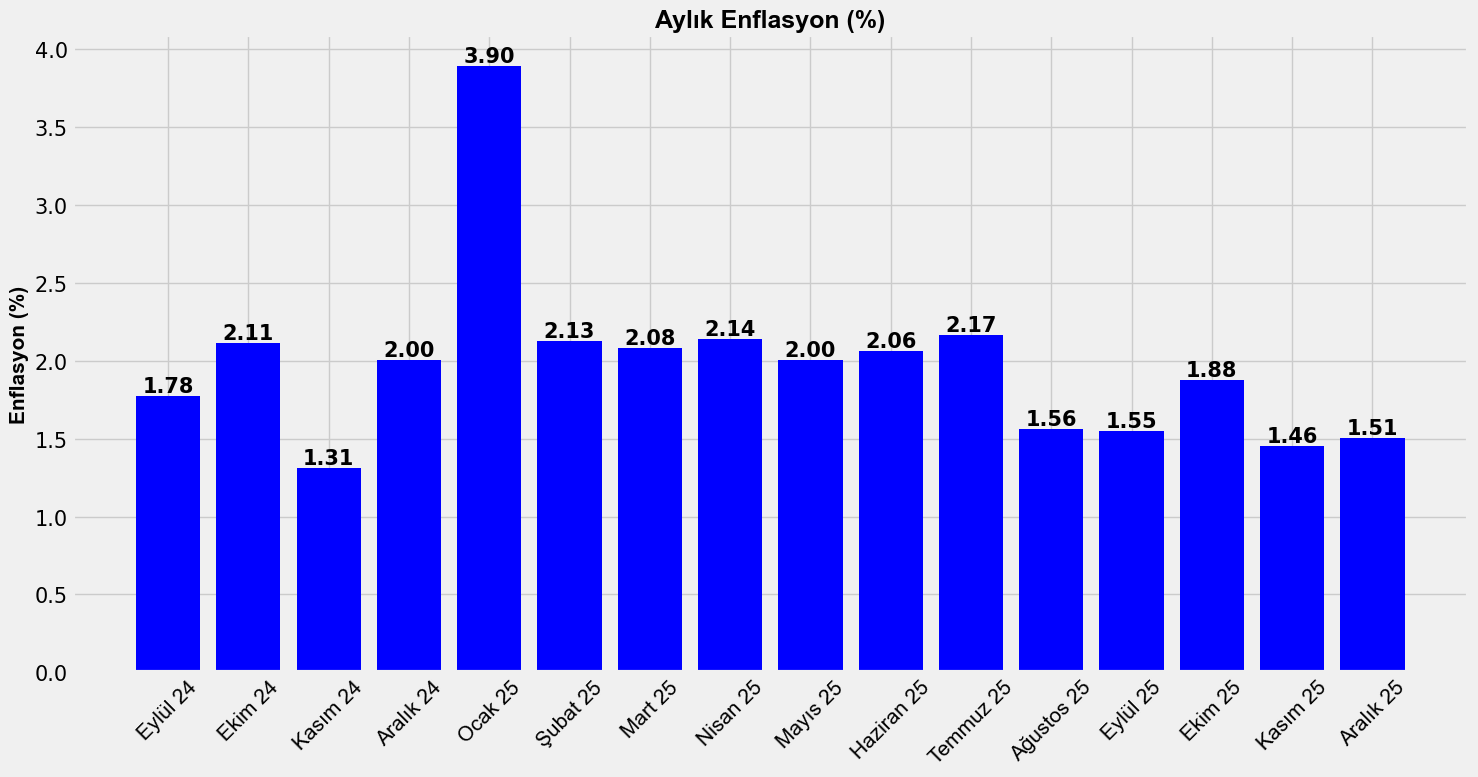 Aylık Enflasyon (%)
Enflasyon (%)
4.0
3.5
3.0
2.5
2.0
1.5
1.0
0.5
0.0
1.78
2.11
1.31
2.00
3.90
2.13
2.08
2.14
2.00
2.06
2.17
1.56
1.55
1.88
1.46
1.51
Eylül 24
Ekim 24
Kasım 24
Aralık 24
Ocak 25
Şubat 25
Mart 25
Nisan 25
Mayıs 25
Haziran 25
Temmuz 25
Ağustos 25
Eylül 25
Ekim 25
Kasım 25
Aralık 25